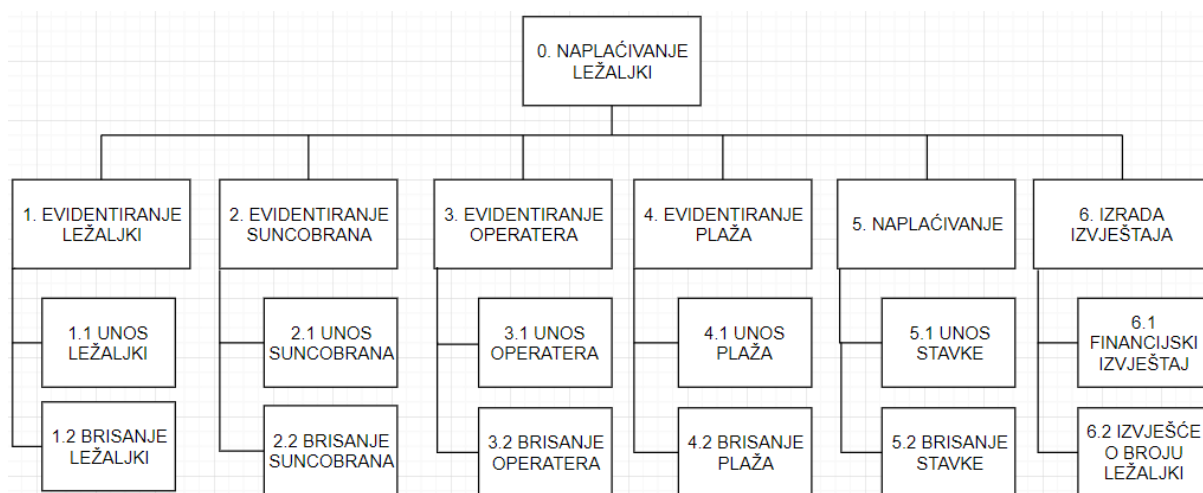 0. NAPLAĆIVANJE
LEŽALJKI
1. EVIDENTIRANJE
LEŽALJKI
2. EVIDENTIRANJE
SUNCOBRANA
3. EVIDENTIRANJE
OPERATERA
4. EVIDENTIRANJE
PLAŽA
5. NAPLAĆIVANJE
6. IZRADA
IZVJEŠTAJA
1.1 UNOS
LEŽALJKI
2.1 UNOS
SUNCOBRANA
3.1 UNOS
OPERATERA
4.1 UNOS
PLAŽA
5.1 UNOS
STAVKE
6.1
FINANCIJSKI
IZVJEŠTAJ
1.2 BRISANJE
LEŽALJKI
2.2 BRISANJE
SUNCOBRANA
3.2 BRISANJE
OPERATERA
4.2 BRISANJE
PLAŽA
5.2 BRISANJE
STAVKE
6.2 IZVJEŠĆE
O BROJU
LEŽALJKI